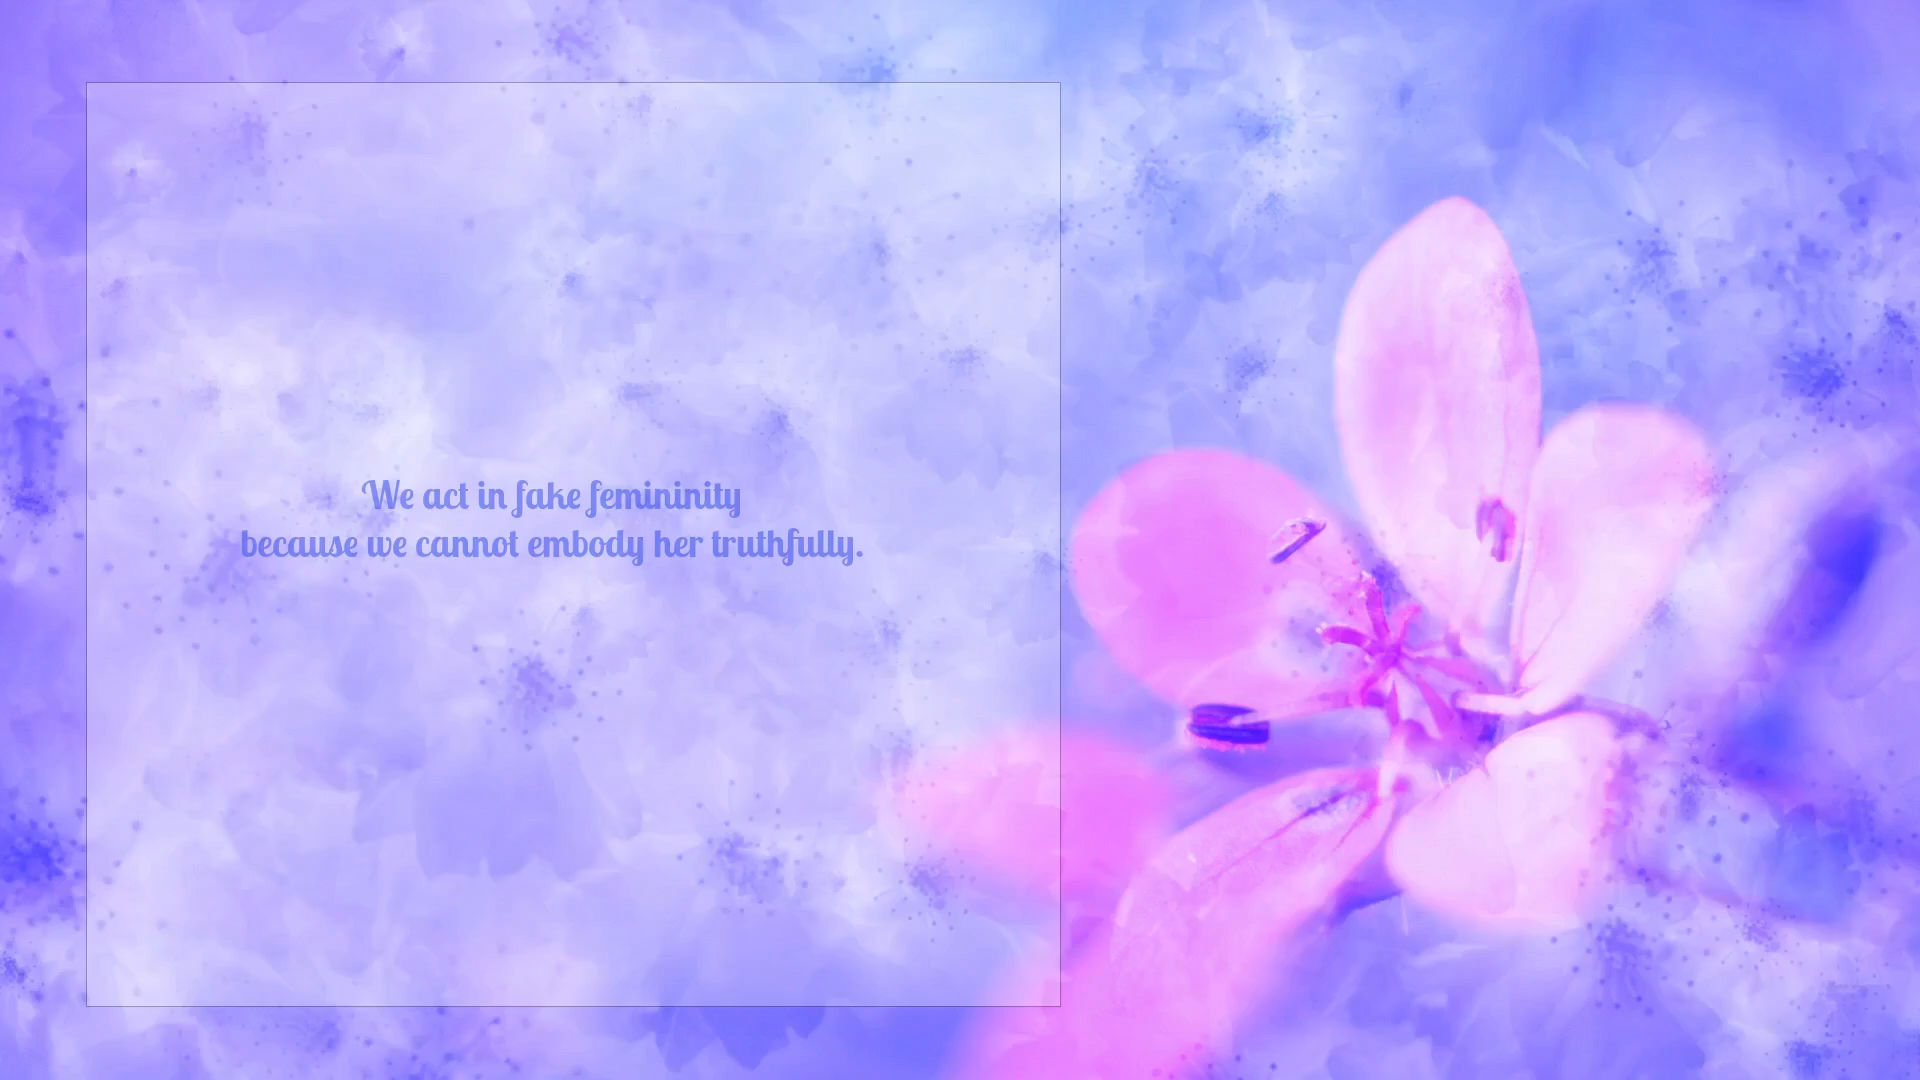 We act in fake femininity
because we cannot embody her truthfully.